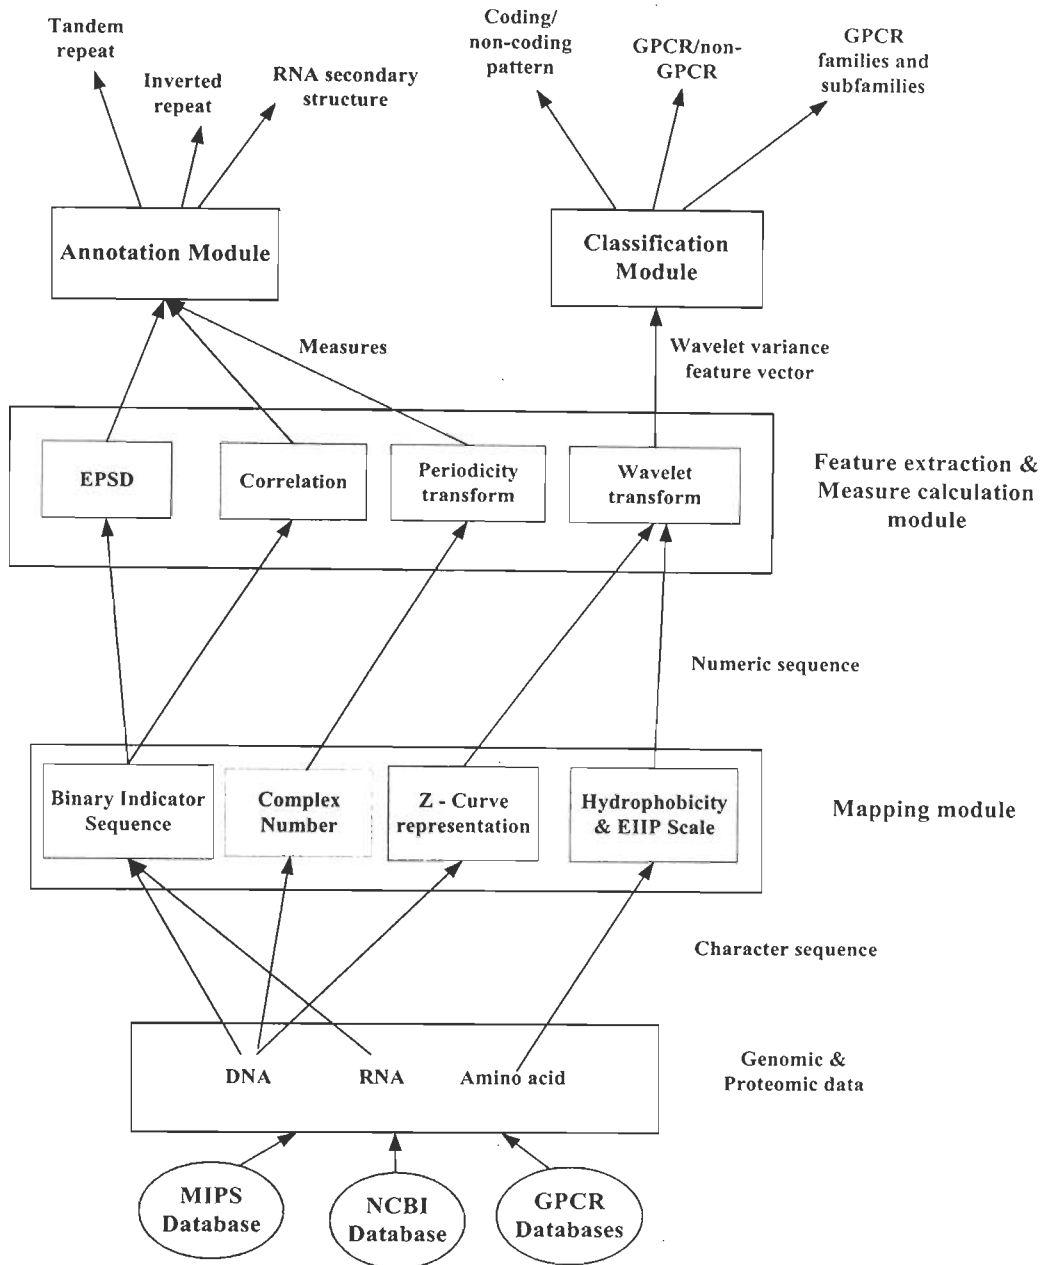 Tandem
repeat
Inverted
repeat
RNA secondary
structure
Coding/
non-coding
pattern
GPCR/non-
GPCR
GPCR
families and
subfamilies
Annotation Module
Classification
Module
Measures
Wavelet variance
feature vector
EPSD
Correlation
Periodicity
transform
Wavelet
transform
Feature extraction &
Measure calculation
module
Numeric sequence
Binary Indicator
Sequence
Complex
Number
Z - Curve
representation
Hydrophobicity
& EIIP Scale
Mapping module
Character sequence
DNA
RNA
Amino acid
Genomic &
Proteomic data
MIPS
Database
NCBI
Database
GPCR
Databases